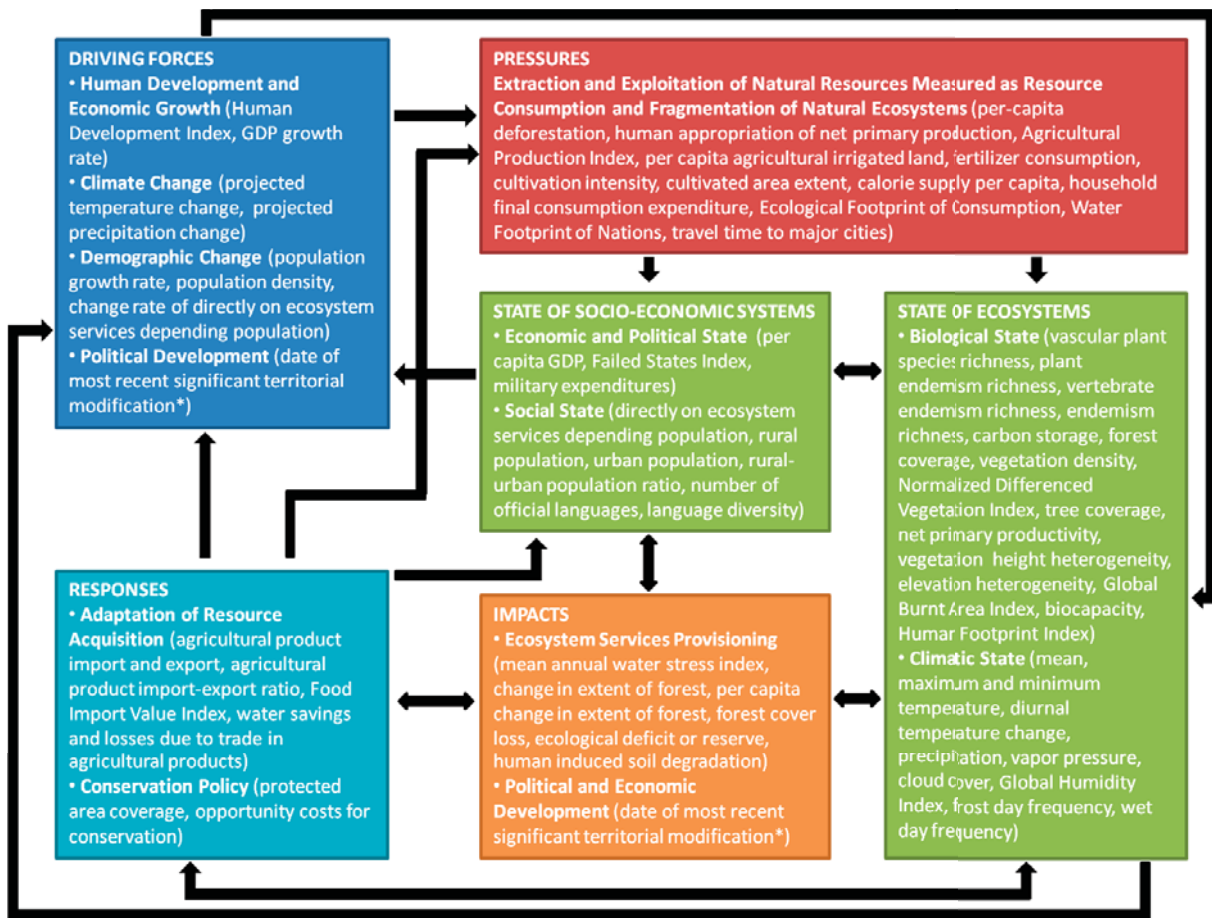 DRIVING FORCES
• Human Development and
Economic Growth (Human
Development Index, GDP growth
rate)
• Climate Change (projected
temperature change, projected
precipitation change)
• Demographic Change (population
growth rate, population density,
change rate of directly on ecosystem
services depending population)
• Political Development (date of
most recent significant territorial
modification*)
PRESSURES
Extraction and Exploitation of Natural Resources Measured as Resource
Consumption and Fragmentation of Natural Ecosystems (per-capita
deforestation, human appropriation of net primary production, Agricultural
Production Index, per capita agricultural irrigated land, fertilizer consumption,
cultivation intensity, cultivated area extent, calorie supply per capita, household
final consumption expenditure, Ecological Footprint of Consumption, Water
Footprint of Nations, travel time to major cities)
STATE OF SOCIO-ECONOMIC SYSTEMS
• Economic and Political State (per
capita GDP, Failed States Index,
military expenditures)
• Social State (directly on ecosystem
services depending population, rural
population, urban population, rural-
urban population ratio, number of
official languages, language diversity)
STATE OF ECOSYSTEMS
• Biological State (vascular plant
species richness, plant
endemism richness, vertebrate
endemism richness, endemism
richness, carbon storage, forest
coverage, vegetation density,
Normalized Differenced
Vegetation Index, tree coverage,
net primary productivity,
vegetation height heterogeneity,
elevation heterogeneity, Global
Burnt Area Index, biocapacity,
Human Footprint Index)
• Climatic State (mean,
maximum and minimum
temperature, diurnal
temperature change,
precipitation, vapor pressure,
cloud cover, Global Humidity
Index, frost day frequency, wet
day frequency)
RESPONSES
• Adaptation of Resource
Acquisition (agricultural product
import and export, agricultural
product import-export ratio, Food
Import Value Index, water savings
and losses due to trade in
agricultural products)
• Conservation Policy (protected
area coverage, opportunity costs for
conservation)
IMPACTS
• Ecosystem Services Provisioning
(mean annual water stress index,
change in extent of forest, per capita
change in extent of forest, forest cover
loss, ecological deficit or reserve,
human induced soil degradation)
• Political and Economic
Development (date of most recent
significant territorial modification*)